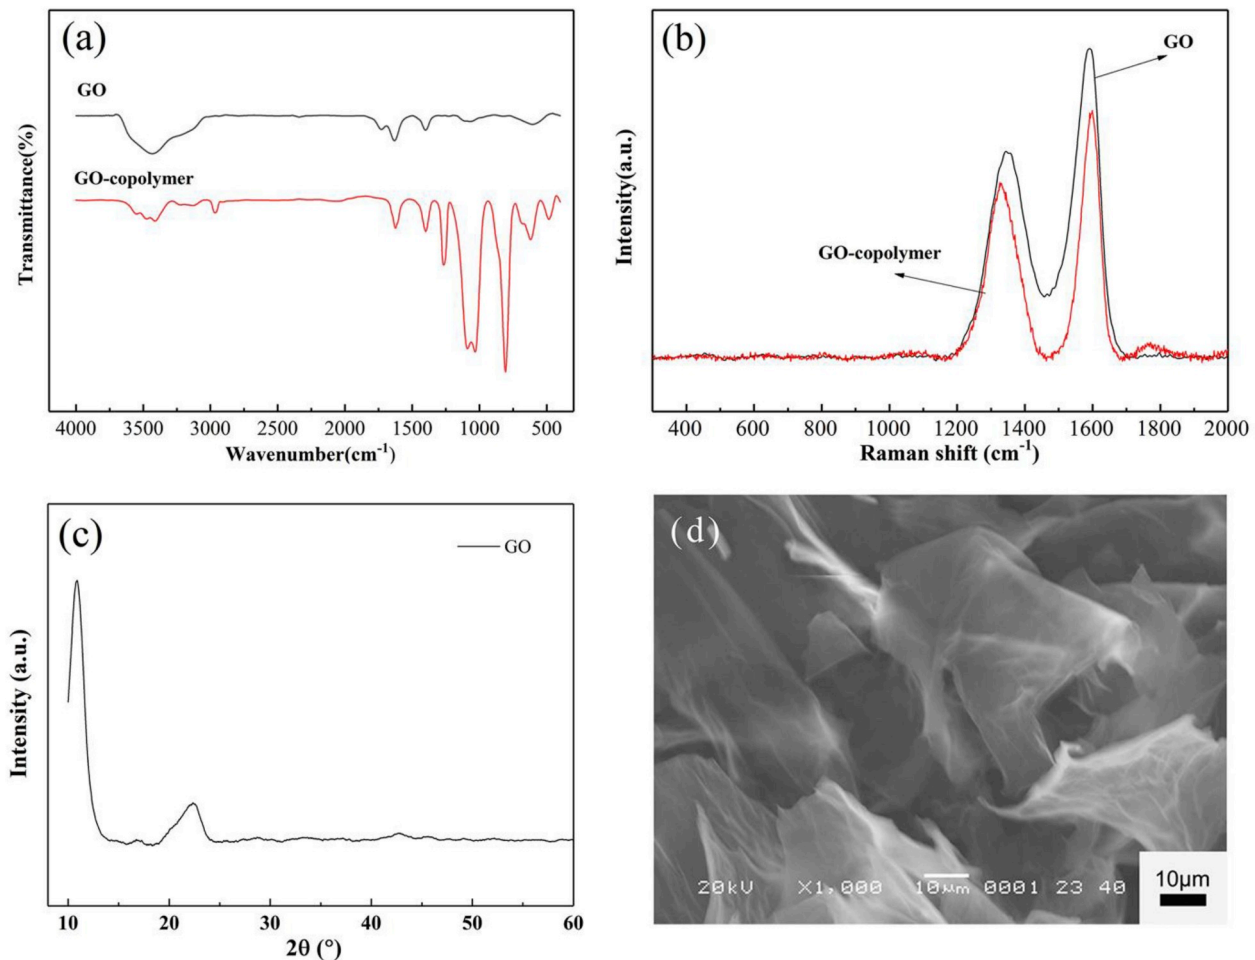 (a)
GO
GO-copolymer
Transmittance(%)
4000 3500 3000 2500 2000 1500 1000 500
Wavenumber(cm⁻¹)
(b)
GO
GO-copolymer
Intensity(a.u.)
400 600 800 1000 1200 1400 1600 1800 2000
Raman shift (cm⁻¹)
(c)
GO
Intensity (a.u.)
10 20 30 40 50 60
2θ (°)
(d)
20kV X1,000 10μm 0001 23 40
10μm